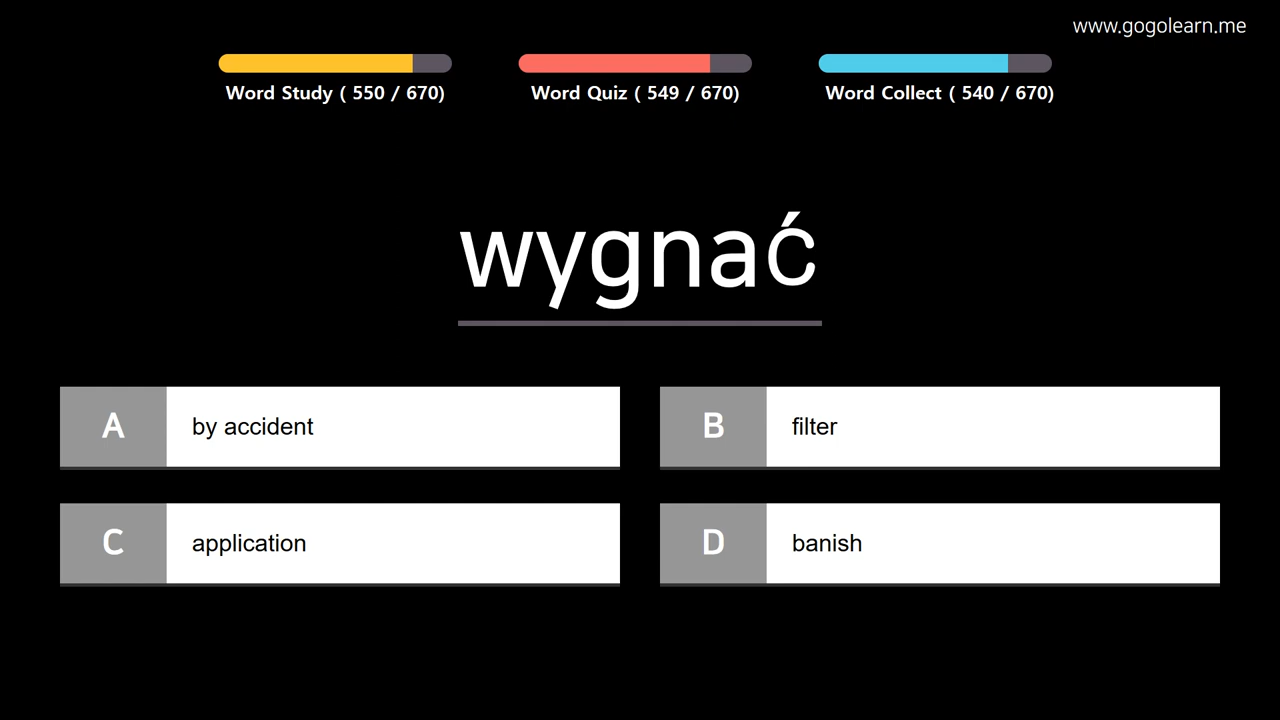 www.gogolearn.me
Word Study ( 550 / 670)
Word Quiz ( 549 / 670)
Word Collect ( 540 / 670)
wygnać
A by accident
B filter
C application
D banish